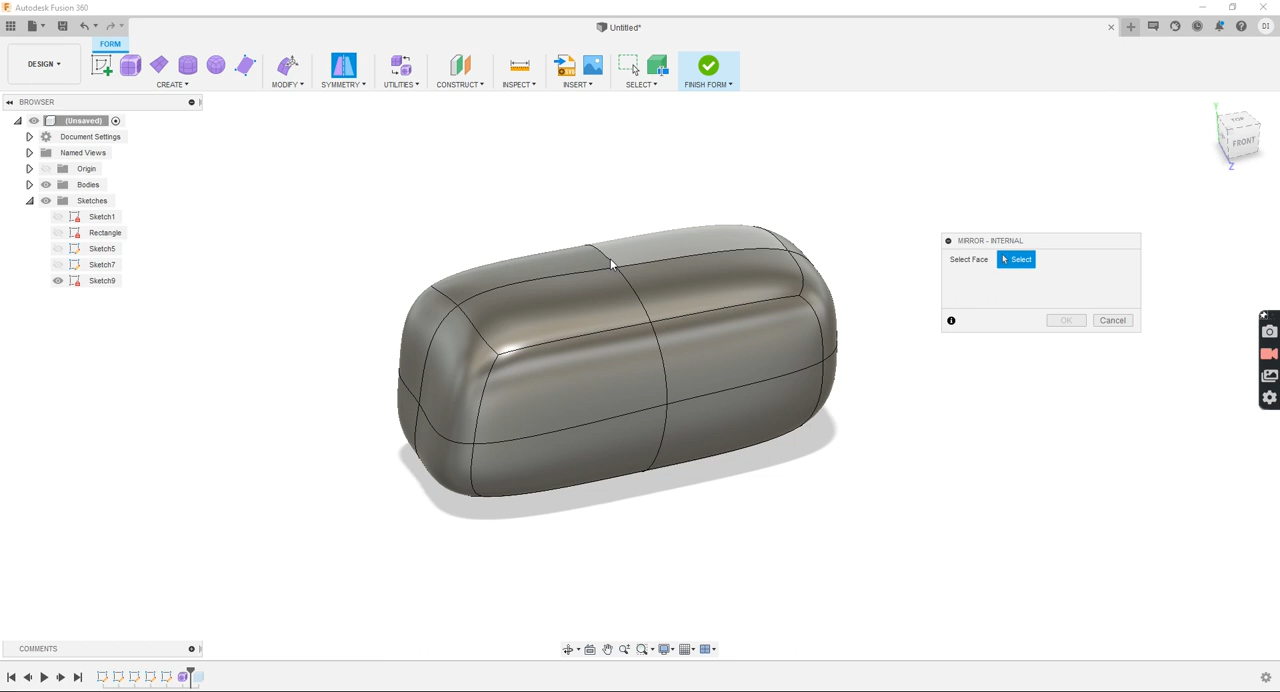 Autodesk Fusion 360
Untitled*
DI
FORM
DESIGN
CREATE
MODIFY
SYMMETRY
UTILITIES
CONSTRUCT
INSPECT
INSERT
SELECT
FINISH FORM
BROWSER
(Unsaved)
Document Settings
Named Views
Origin
Bodies
Sketches
Sketch1
Rectangle
Sketch5
Sketch7
Sketch9
Y
TOP
FRONT
Z
MIRROR - INTERNAL
Select Face
Select
OK
Cancel
COMMENTS